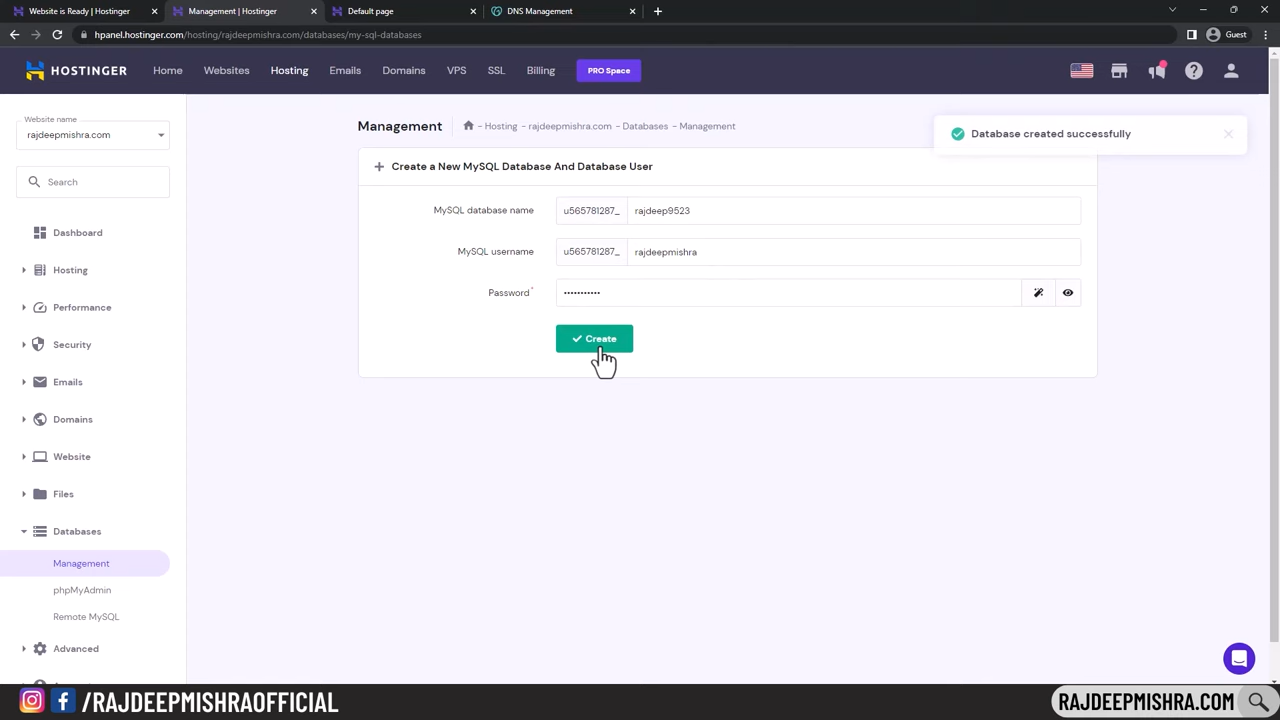 Website is Ready | Hostinger
Management | Hostinger
Default page
DNS Management
hpanel.hostinger.com/hosting/rajdeepmishra.com/databases/my-sql-databases
Guest
HOSTINGER
Home
Websites
Hosting
Emails
Domains
VPS
SSL
Billing
PRO Space
Website name
rajdeepmishra.com
Search
Dashboard
Hosting
Performance
Security
Emails
Domains
Website
Files
Databases
Management
phpMyAdmin
Remote MySQL
Advanced
Management
- Hosting - rajdeepmishra.com - Databases - Management
Database created successfully
Create a New MySQL Database And Database User
MySQL database name
u565781287_ rajdeep9523
MySQL username
u565781287_ rajdeepmishra
Password*
•••••••••••
Create
/RAJDEEPMISHRAOFFICIAL
RAJDEEPMISHRA.COM